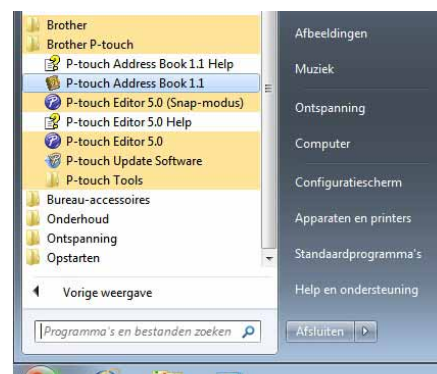 Brother
Brother P-touch
P-touch Address Book 1.1 Help
P-touch Address Book 1.1
P-touch Editor 5.0 (Snap-modus)
P-touch Editor 5.0 Help
P-touch Editor 5.0
P-touch Update Software
P-touch Tools
Bureau-accessoires
Onderhoud
Ontspanning
Opstarten
Vorige weergave
Programma's en bestanden zoeken
Afbeeldingen
Muziek
Ontspanning
Computer
Configuratiescherm
Apparaten en printers
Standaardprogramma's
Help en ondersteuning
Afsluiten